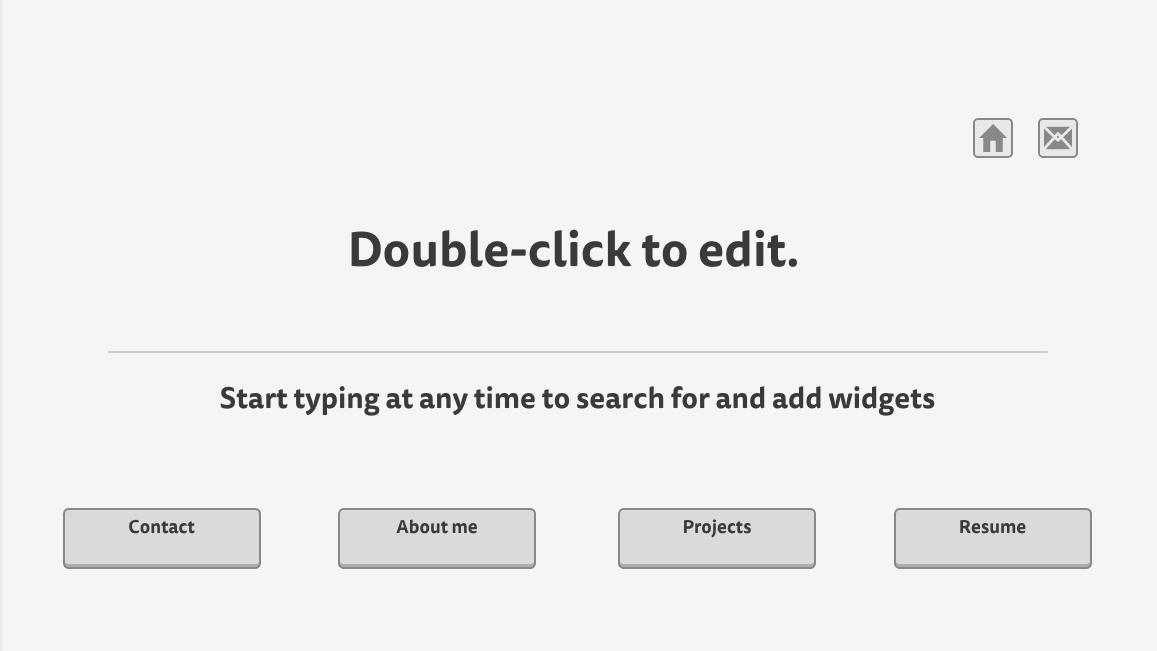 Double-click to edit.
Start typing at any time to search for and add widgets
Contact
About me
Projects
Resume